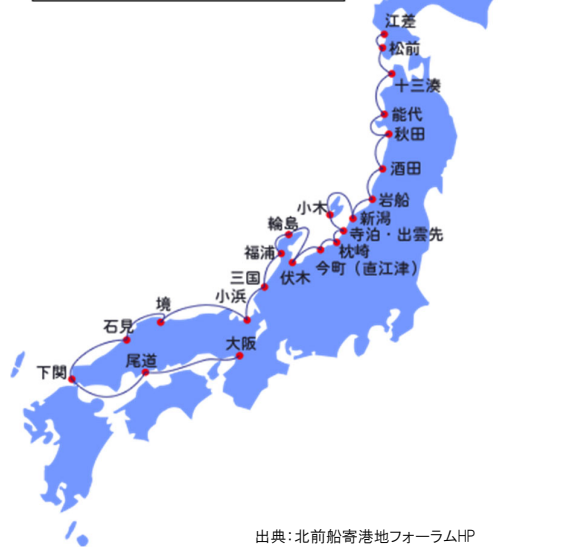 江差
松前
十三湊
能代
秋田
酒田
岩船
小木
新潟
輪島
寺泊・出雲先
枕崎
福浦
今町（直江津）
伏木
三国
小浜
境
石見
大阪
尾道
下関
出典：北前船寄港地フォーラムHP